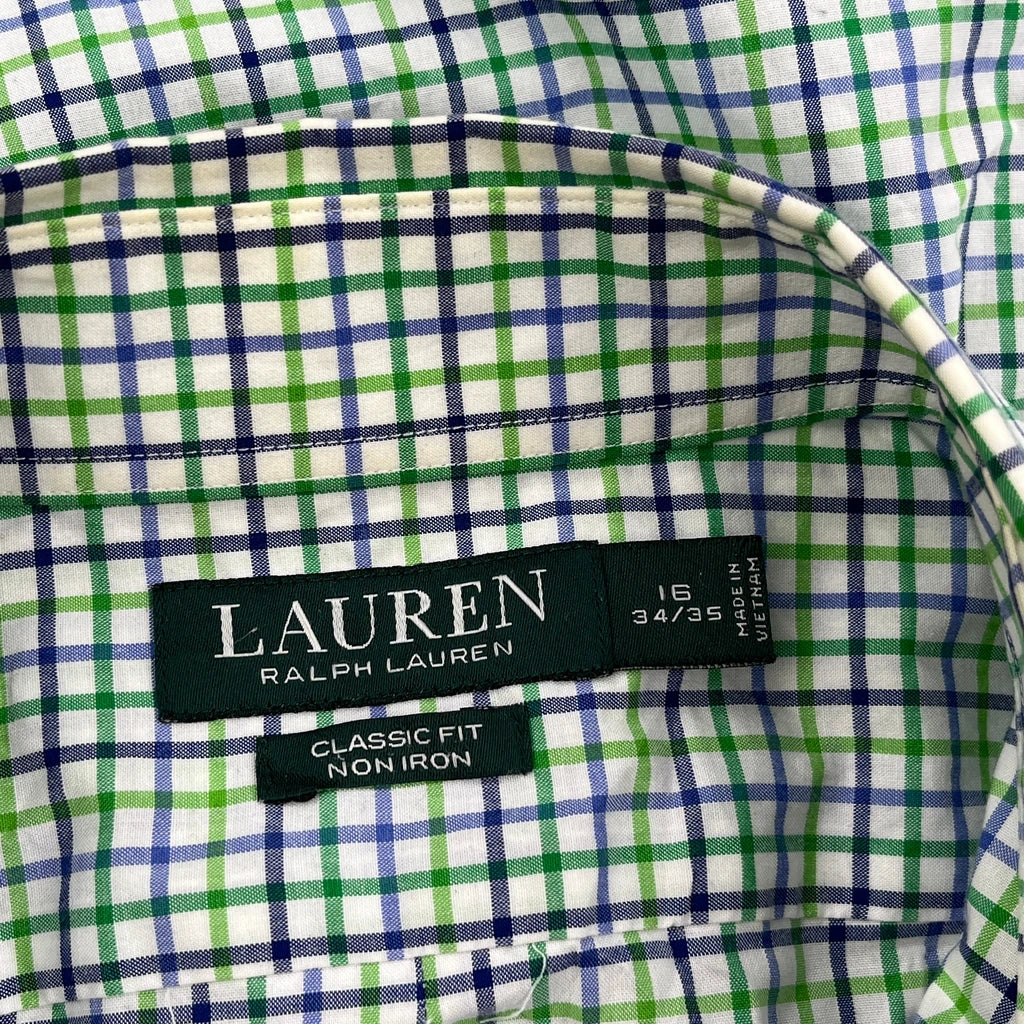 LAUREN
RALPH LAUREN
16
34/35
MADE IN
VIETNAM
CLASSIC FIT
NON IRON